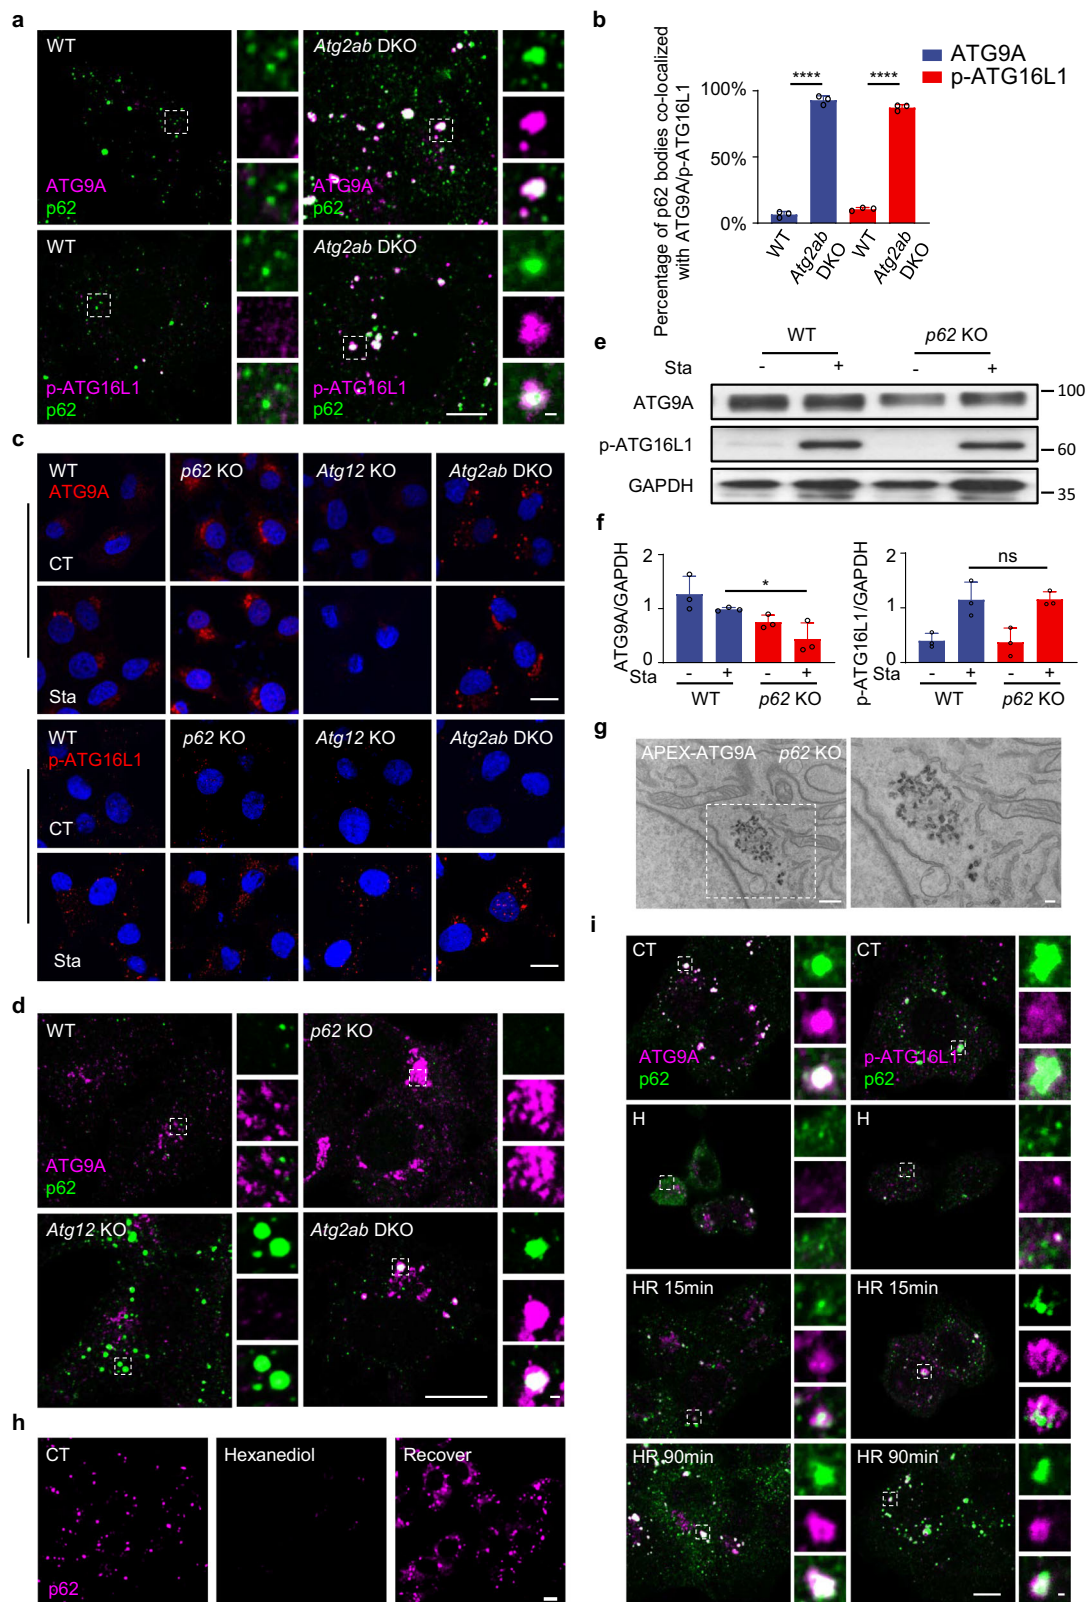 a
WT
ATG9A
p62
Atg2ab DKO
ATG9A
p62
WT
p-ATG16L1
p62
Atg2ab DKO
p-ATG16L1
p62
b
Percentage of p62 bodies co-localized
with ATG9A/p-ATG16L1
100%
50%
0%
****
****
ATG9A
p-ATG16L1
WT
Atg2ab
DKO
WT
Atg2ab
DKO
c
WT
ATG9A
CT
p62 KO
Atg12 KO
Atg2ab DKO
Sta
WT
p-ATG16L1
CT
p62 KO
Atg12 KO
Atg2ab DKO
Sta
d
WT
ATG9A
p62
p62 KO
Atg12 KO
Atg2ab DKO
e
WT
p62 KO
Sta - + - +
ATG9A
100
p-ATG16L1
60
GAPDH
35
f
ATG9A/GAPDH
2
1
0
*
Sta - + - +
WT
p62 KO
p-ATG16L1/GAPDH
2
1
0
ns
Sta - + - +
WT
p62 KO
g
APEX-ATG9A p62 KO
h
CT
p62
Hexanediol
Recover
i
CT
ATG9A
p62
CT
p-ATG16L1
p62
H
H
HR 15min
HR 15min
HR 90min
HR 90min